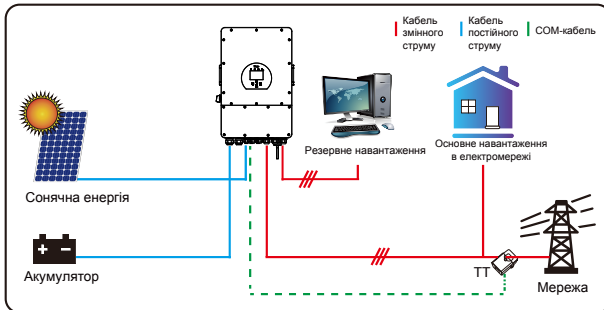 Кабель
змінного
струму
Кабель
постійного
струму
COM-кабель
Резервне навантаження
Основне навантаження
в електромережі
Сонячна енергія
Акумулятор
ТТ
Мережа